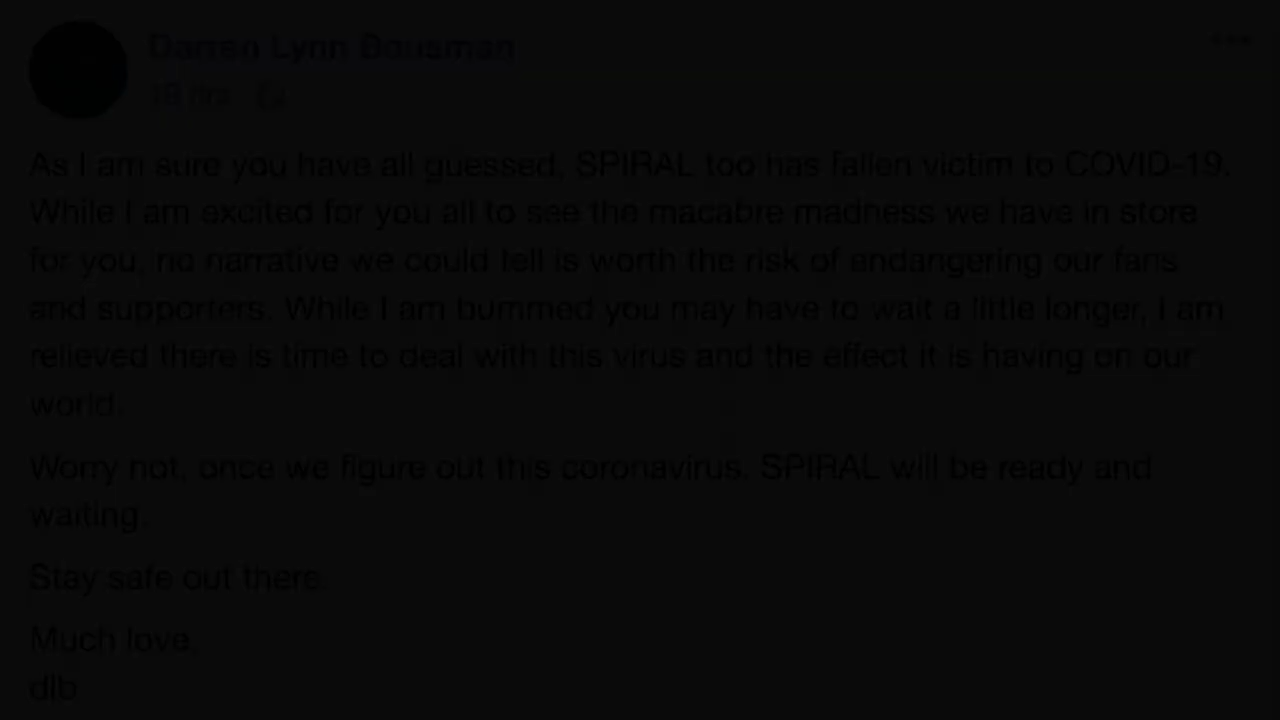 Darren Lynn Bousman
As I am sure you have all guessed, SPIRAL too has fallen victim to COVID-19.
While I am excited for you all to see the macabre madness we have in store
for you, no narrative we could tell is worth the risk of endangering our fans
and supporters. While I am bummed you may have to wait a little longer, I am
relieved there is time to deal with this virus and the effect it is having on our
world.
Worry not, once we figure out this coronavirus. SPIRAL will be ready and
waiting.
Stay safe out there.
Much love,
dlb